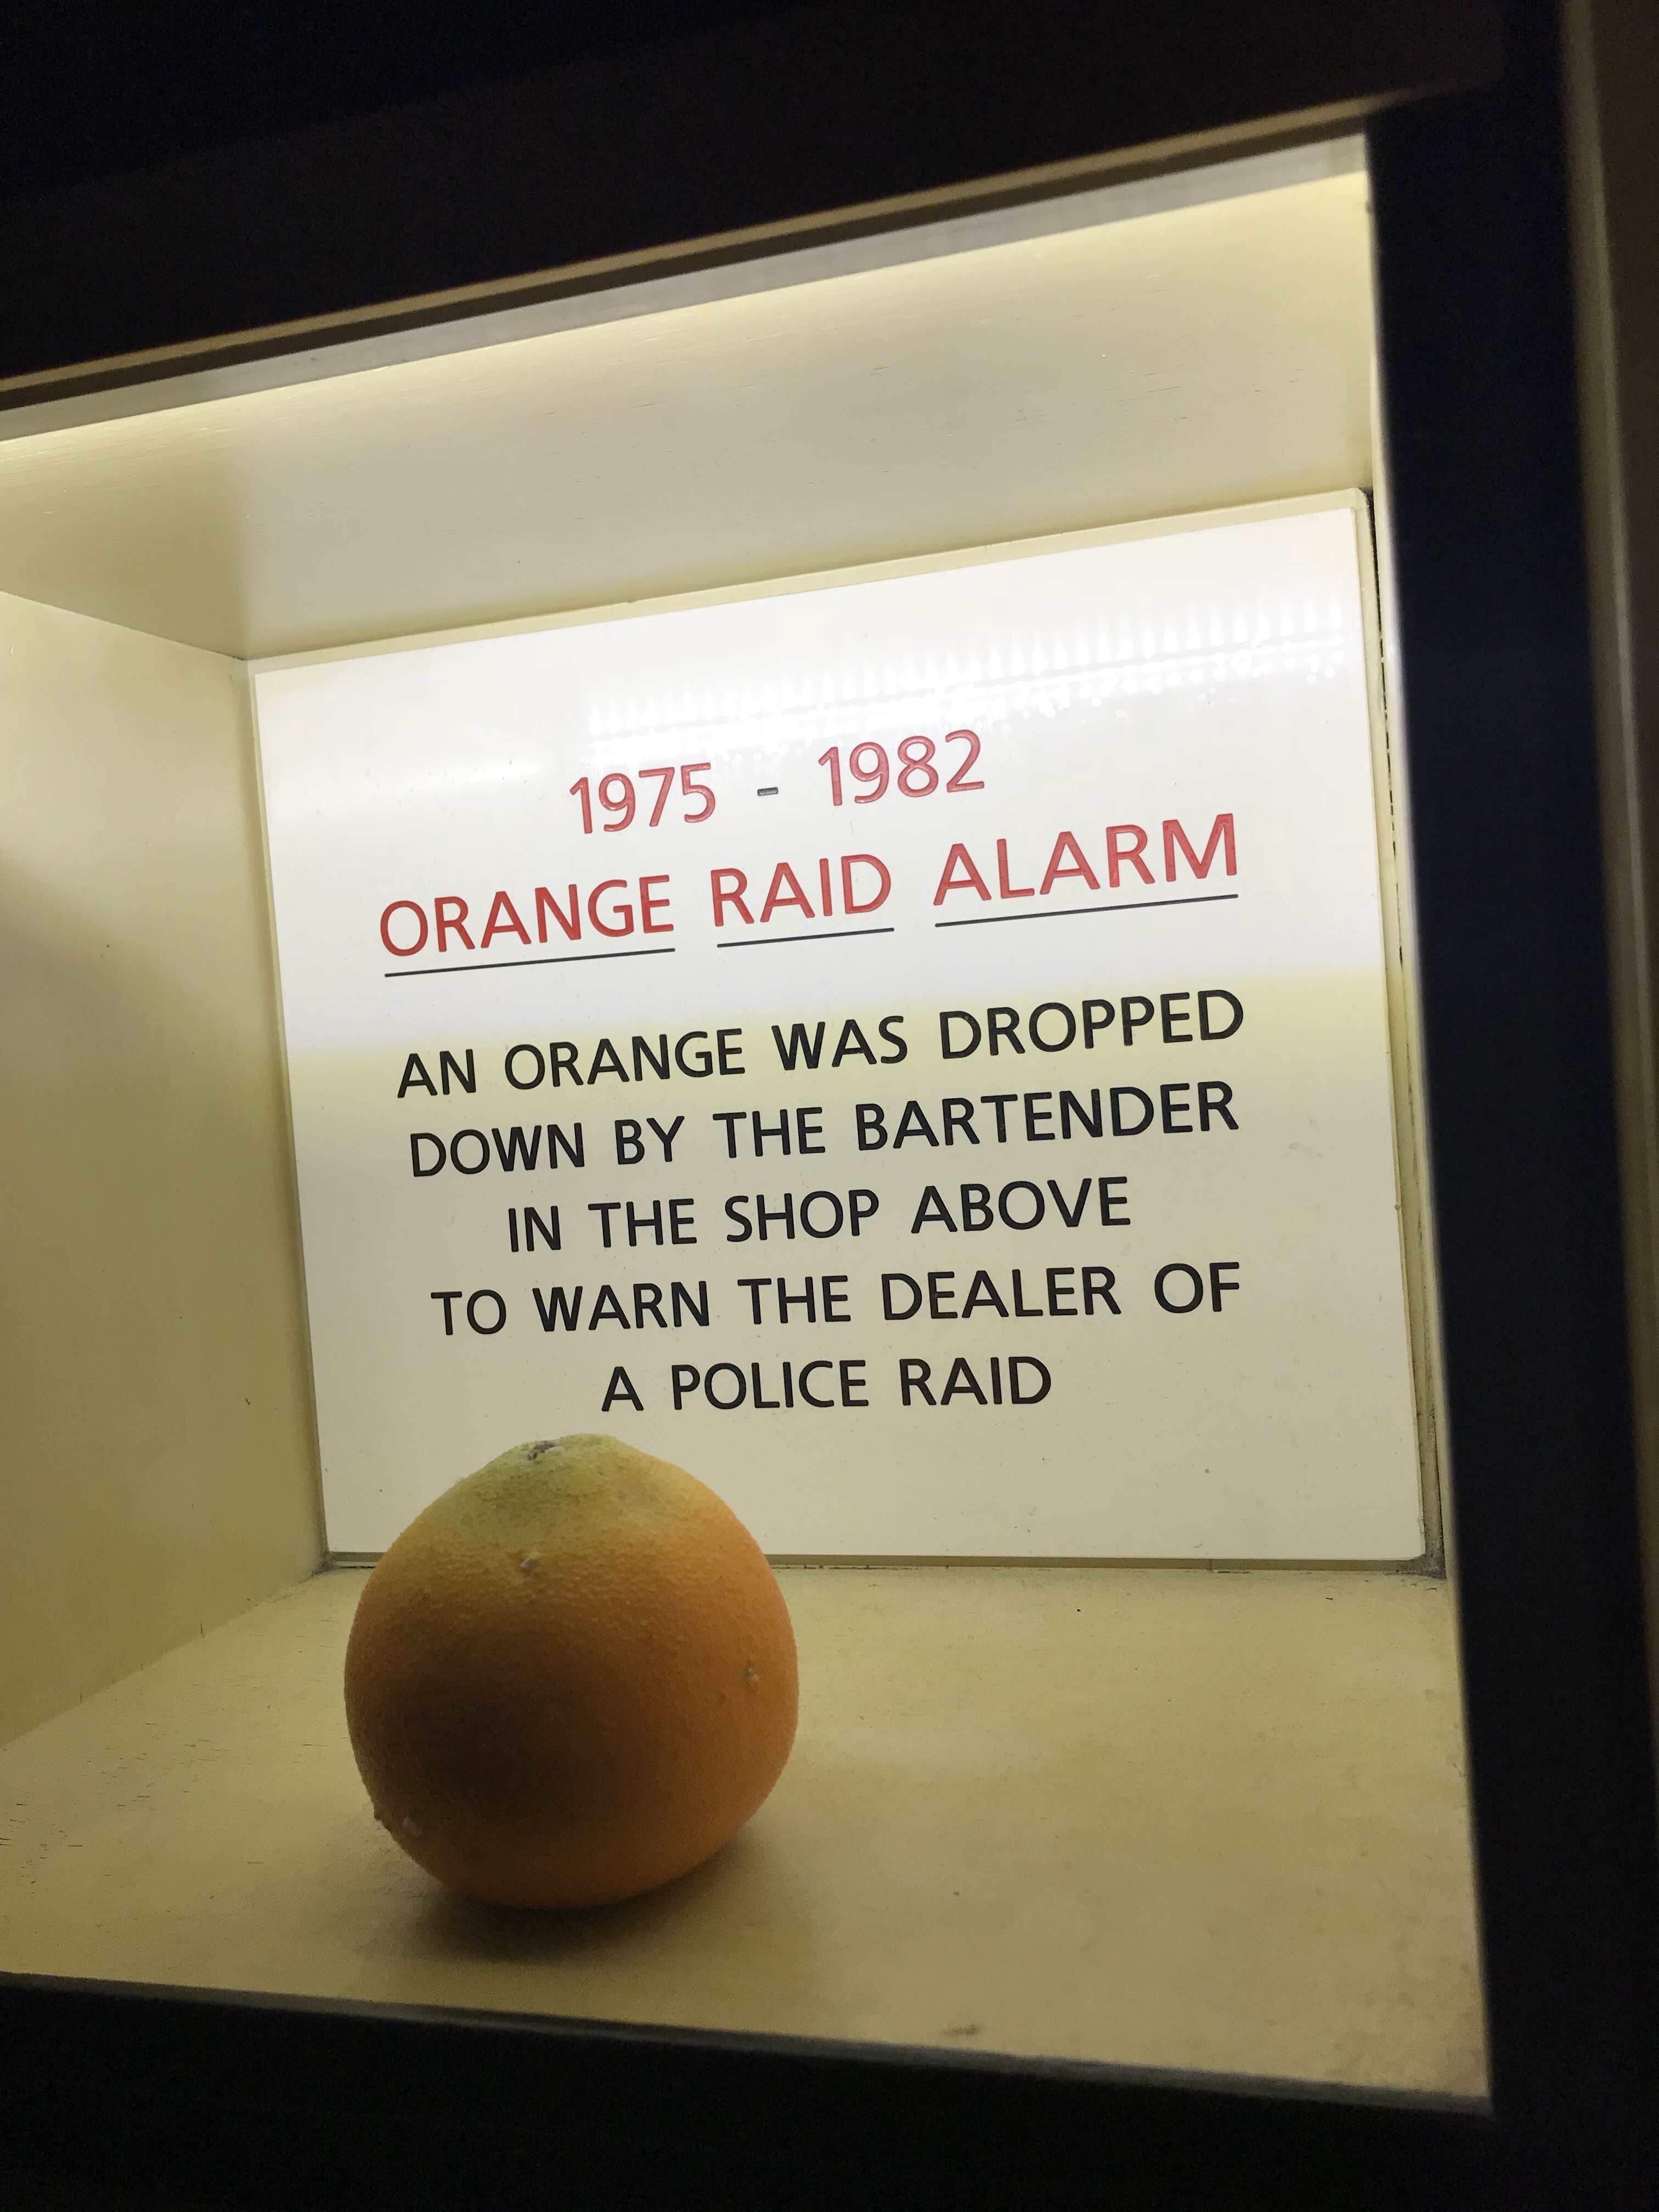 1975 - 1982
ORANGE RAID ALARM
AN ORANGE WAS DROPPED
DOWN BY THE BARTENDER
IN THE SHOP ABOVE
TO WARN THE DEALER OF
A POLICE RAID